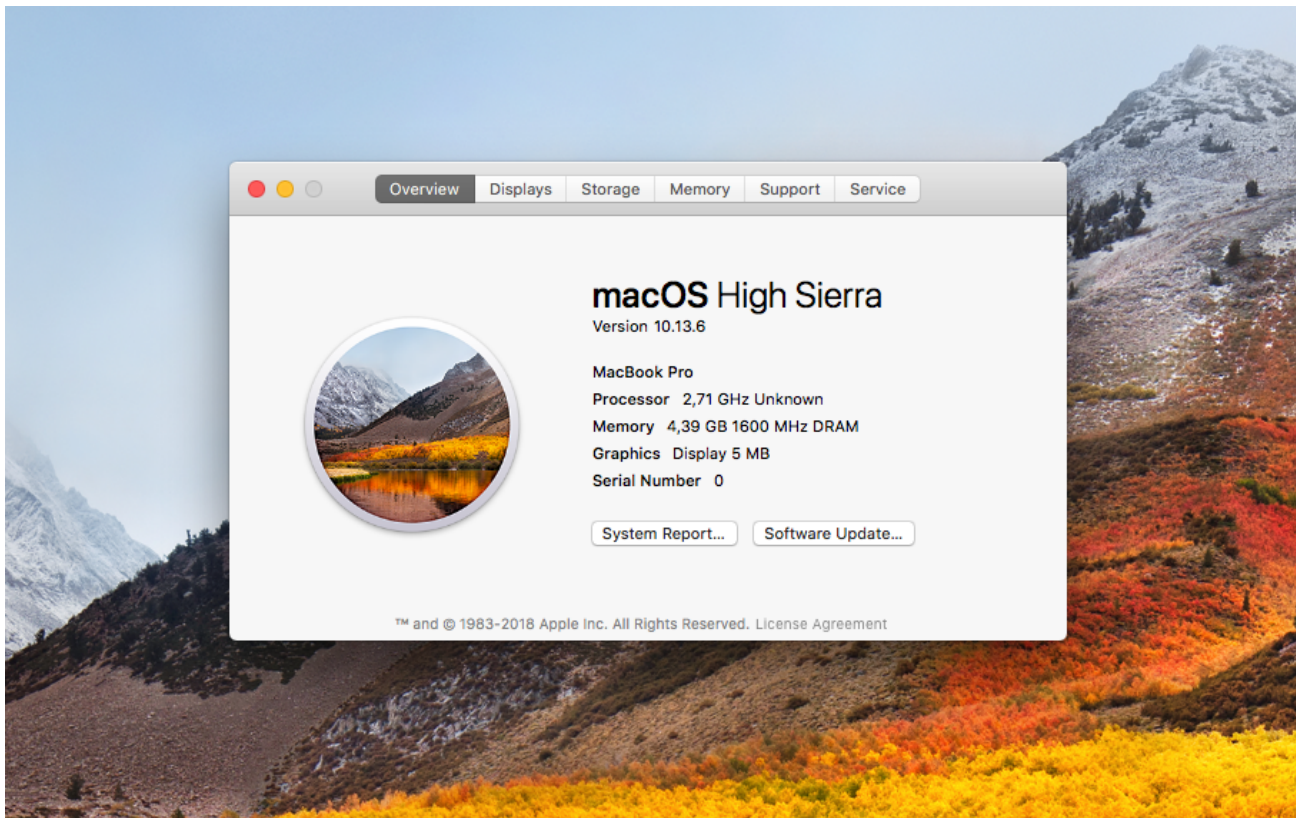 Overview Displays Storage Memory Support Service
macOS High Sierra
Version 10.13.6
MacBook Pro
Processor 2,71 GHz Unknown
Memory 4,39 GB 1600 MHz DRAM
Graphics Display 5 MB
Serial Number 0
System Report... Software Update...
™ and © 1983-2018 Apple Inc. All Rights Reserved. License Agreement